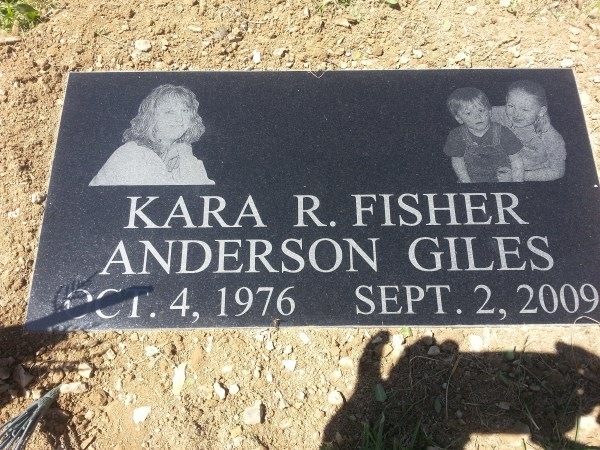 KARA R. FISHER
ANDERSON GILES
OCT. 4, 1976 SEPT. 2, 2009